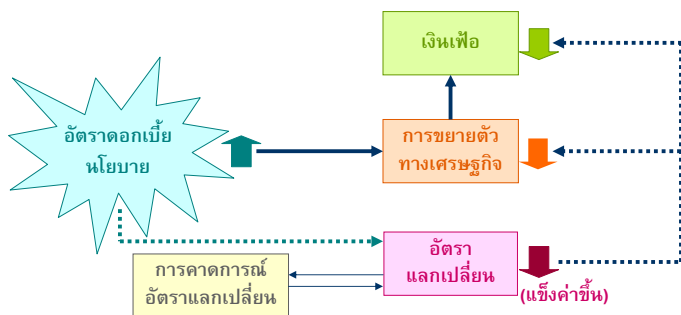 เงินเฟ้อ
อัตราดอกเบี้ย
นโยบาย
การขยายตัว
ทางเศรษฐกิจ
อัตรา
แลกเปลี่ยน
(แข็งค่าขึ้น)
การคาดการณ์
อัตราแลกเปลี่ยน